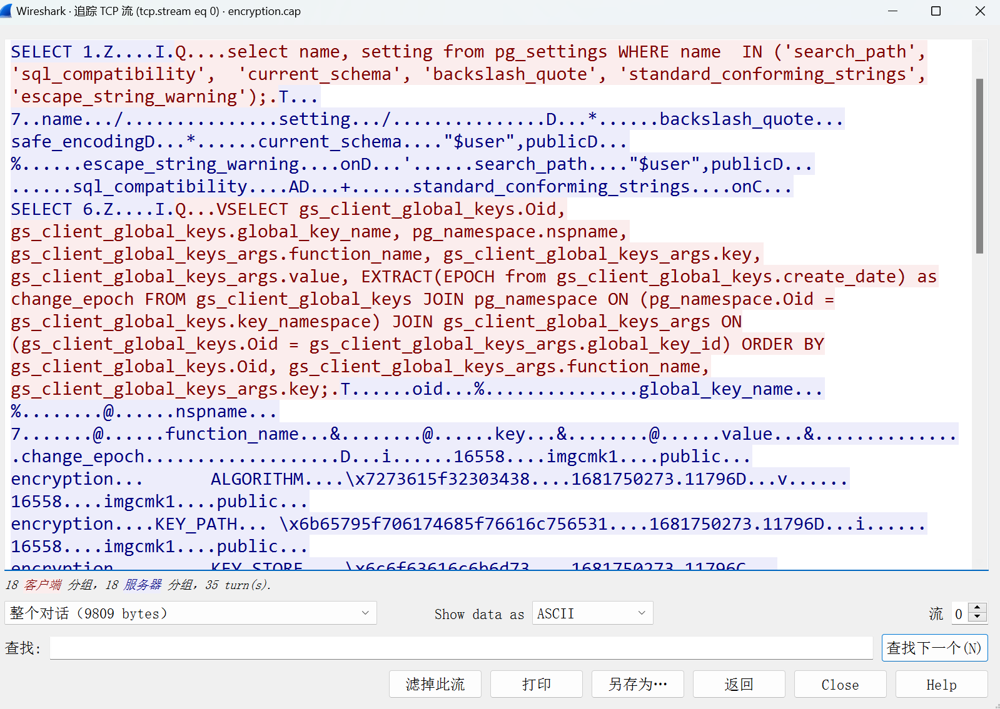 Wireshark · 追踪 TCP 流 (tcp.stream eq 0) · encryption.cap
SELECT 1.Z....I.Q....select name, setting from pg_settings WHERE name  IN ('search_path',
'sql_compatibility',  'current_schema', 'backslash_quote', 'standard_conforming_strings',
'escape_string_warning');.T...
7..name.../...............setting.../...............D...*......backslash_quote...
safe_encodingD...*......current_schema...."$user",publicD...
%......escape_string_warning....onD...'......search_path...."$user",publicD...
......sql_compatibility....AD...+......standard_conforming_strings....onC...
SELECT 6.Z....I.Q...VSELECT gs_client_global_keys.Oid,
gs_client_global_keys.global_key_name, pg_namespace.nspname,
gs_client_global_keys_args.function_name, gs_client_global_keys_args.key,
gs_client_global_keys_args.value, EXTRACT(EPOCH from gs_client_global_keys.create_date) as
change_epoch FROM gs_client_global_keys JOIN pg_namespace ON (pg_namespace.Oid =
gs_client_global_keys.key_namespace) JOIN gs_client_global_keys_args ON
(gs_client_global_keys.Oid = gs_client_global_keys_args.global_key_id) ORDER BY
gs_client_global_keys.Oid, gs_client_global_keys_args.function_name,
gs_client_global_keys_args.key;.T......oid...%...............global_key_name...
%........@......nspname...
7.......@......function_name...&........@......key...&........@......value...&..............
.change_epoch...................D...i......16558....imgcmk1....public...
encryption...	ALGORITHM....\x7273615f32303438....1681750273.11796D...v......
16558....imgcmk1....public...
encryption....KEY_PATH... \x6b65795f706174685f76616c756531....1681750273.11796D...i......
16558....imgcmk1....public...
encryption...	KEY_STORE....\x6c6f63616c6b6d73....1681750273.11796C...
18 客户端 分组，18 服务器 分组，35 turn(s).
整个对话（9809 bytes）
Show data as ASCII
流 0
查找:
查找下一个(N)
滤掉此流
打印
另存为…
返回
Close
Help